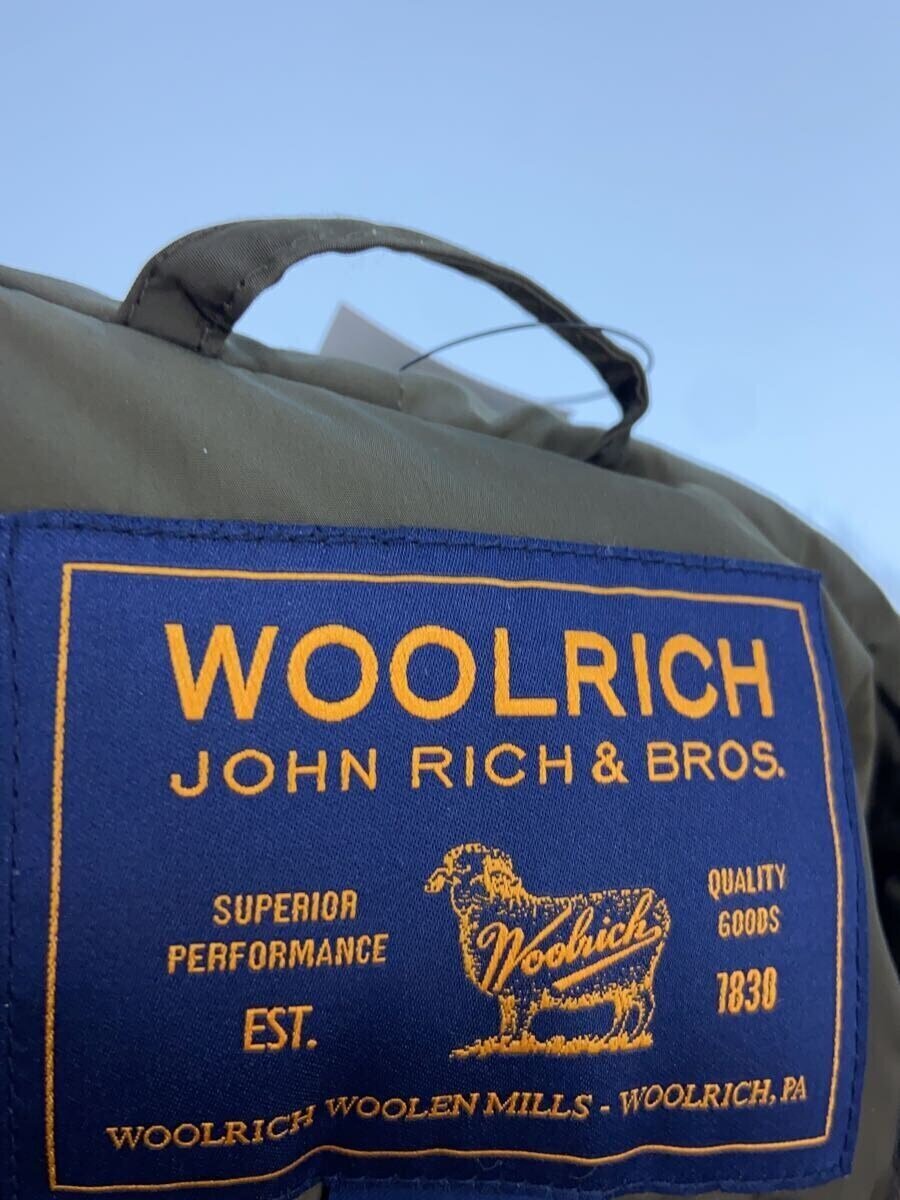 WOOLRICH
JOHN RICH & BROS.
SUPERIOR
PERFORMANCE
EST.
Woolrich
QUALITY
GOODS
1830
WOOLRICH WOOLEN MILLS - WOOLRICH, PA